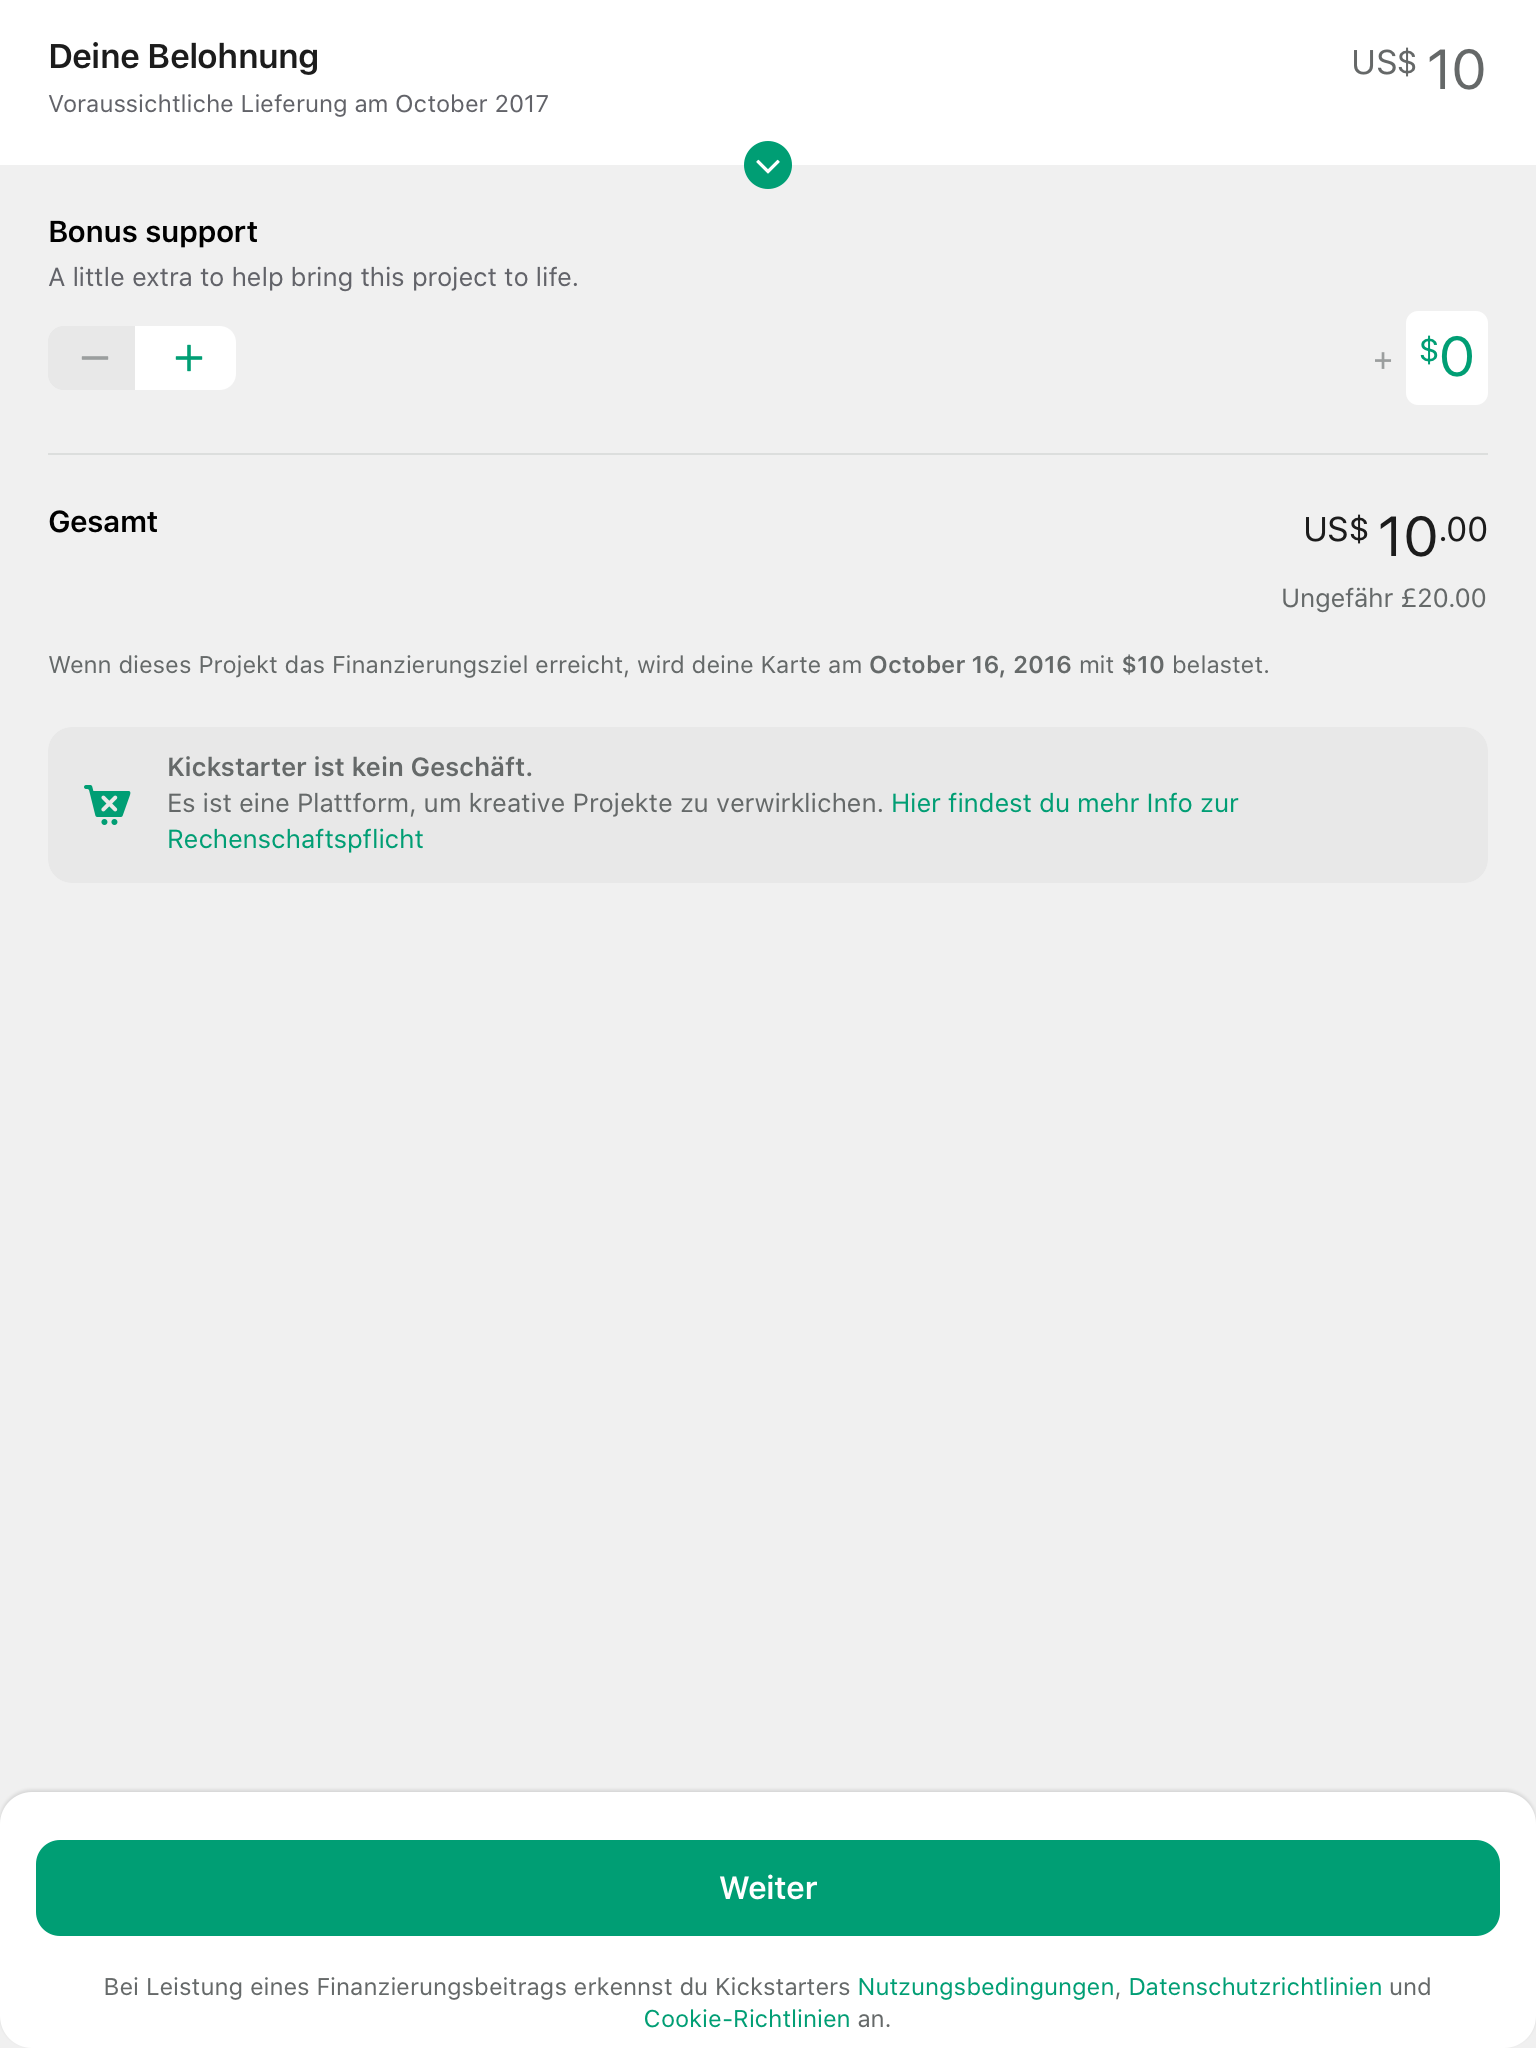 Deine Belohnung
US$ 10
Voraussichtliche Lieferung am October 2017
Bonus support
A little extra to help bring this project to life.
+ $0
Gesamt
US$ 10.00
Ungefähr £20.00
Wenn dieses Projekt das Finanzierungsziel erreicht, wird deine Karte am October 16, 2016 mit $10 belastet.
Kickstarter ist kein Geschäft.
Es ist eine Plattform, um kreative Projekte zu verwirklichen. Hier findest du mehr Info zur
Rechenschaftspflicht
Weiter
Bei Leistung eines Finanzierungsbeitrags erkennst du Kickstarters Nutzungsbedingungen, Datenschutzrichtlinien und
Cookie-Richtlinien an.